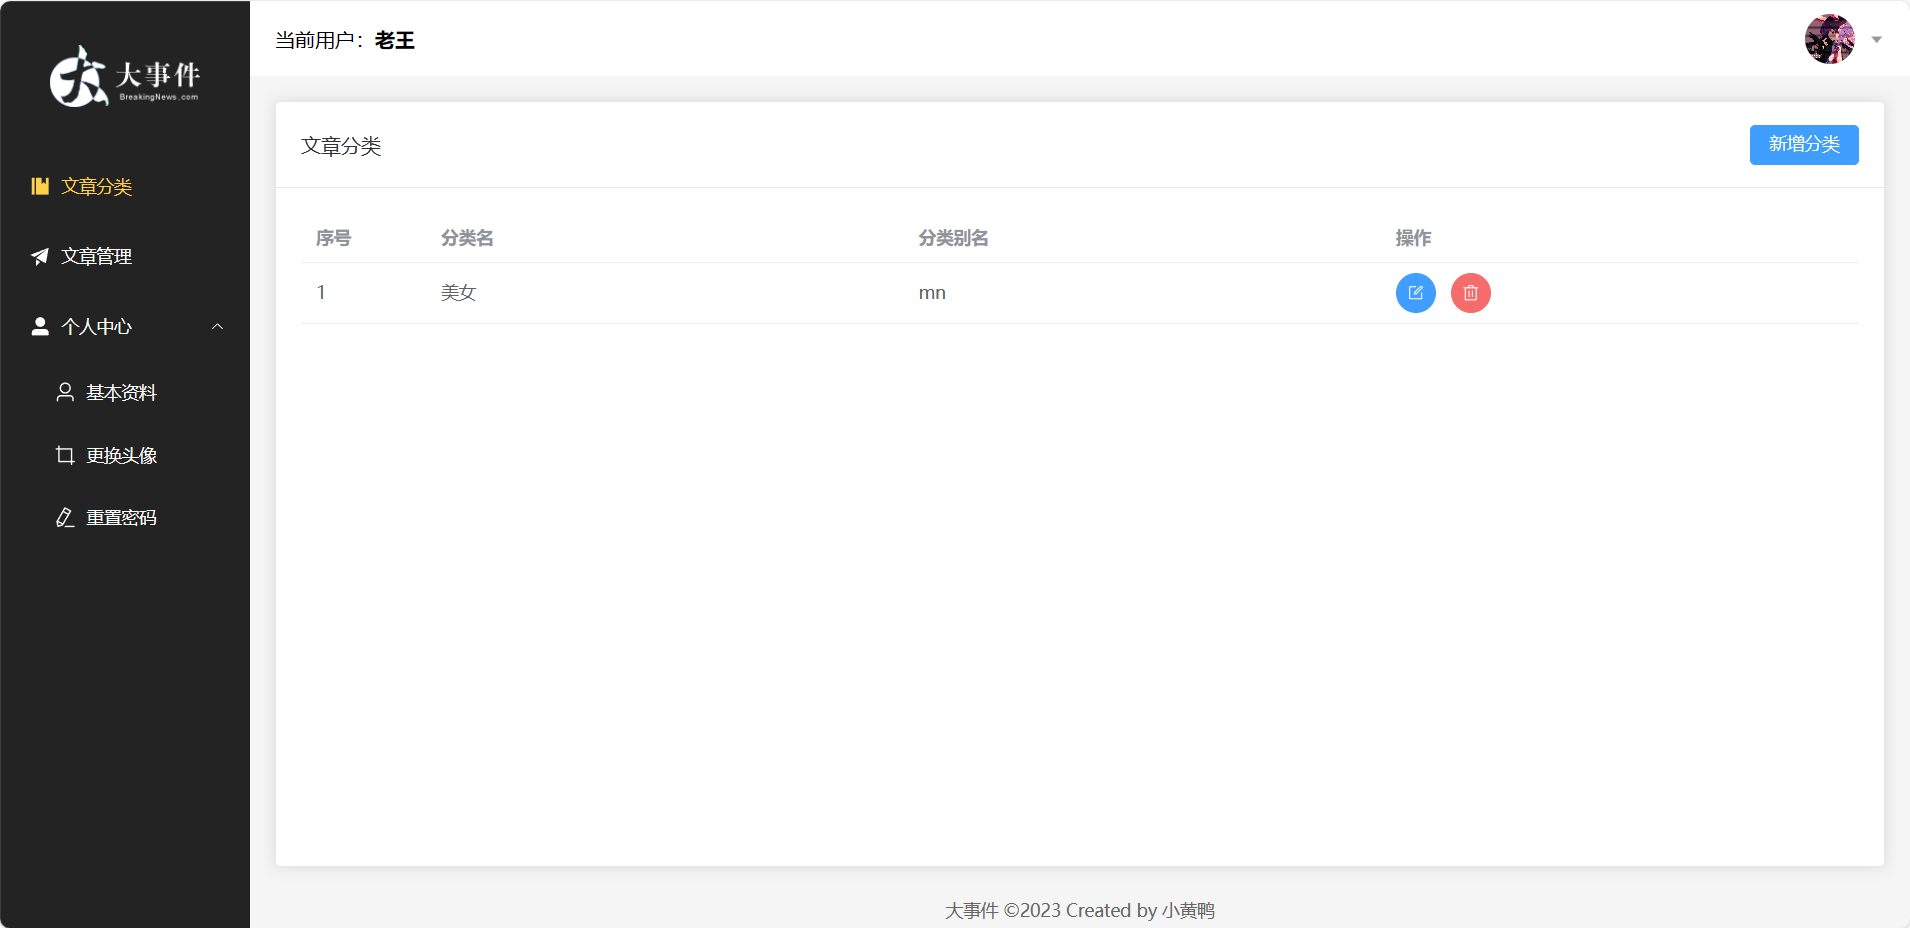 大事件
BreakingNews.com
当前用户：老王
文章分类
文章管理
个人中心
基本资料
更换头像
重置密码
文章分类
新增分类
序号 分类名 分类别名 操作
1 美女 mn
大事件 ©2023 Created by 小黄鸭